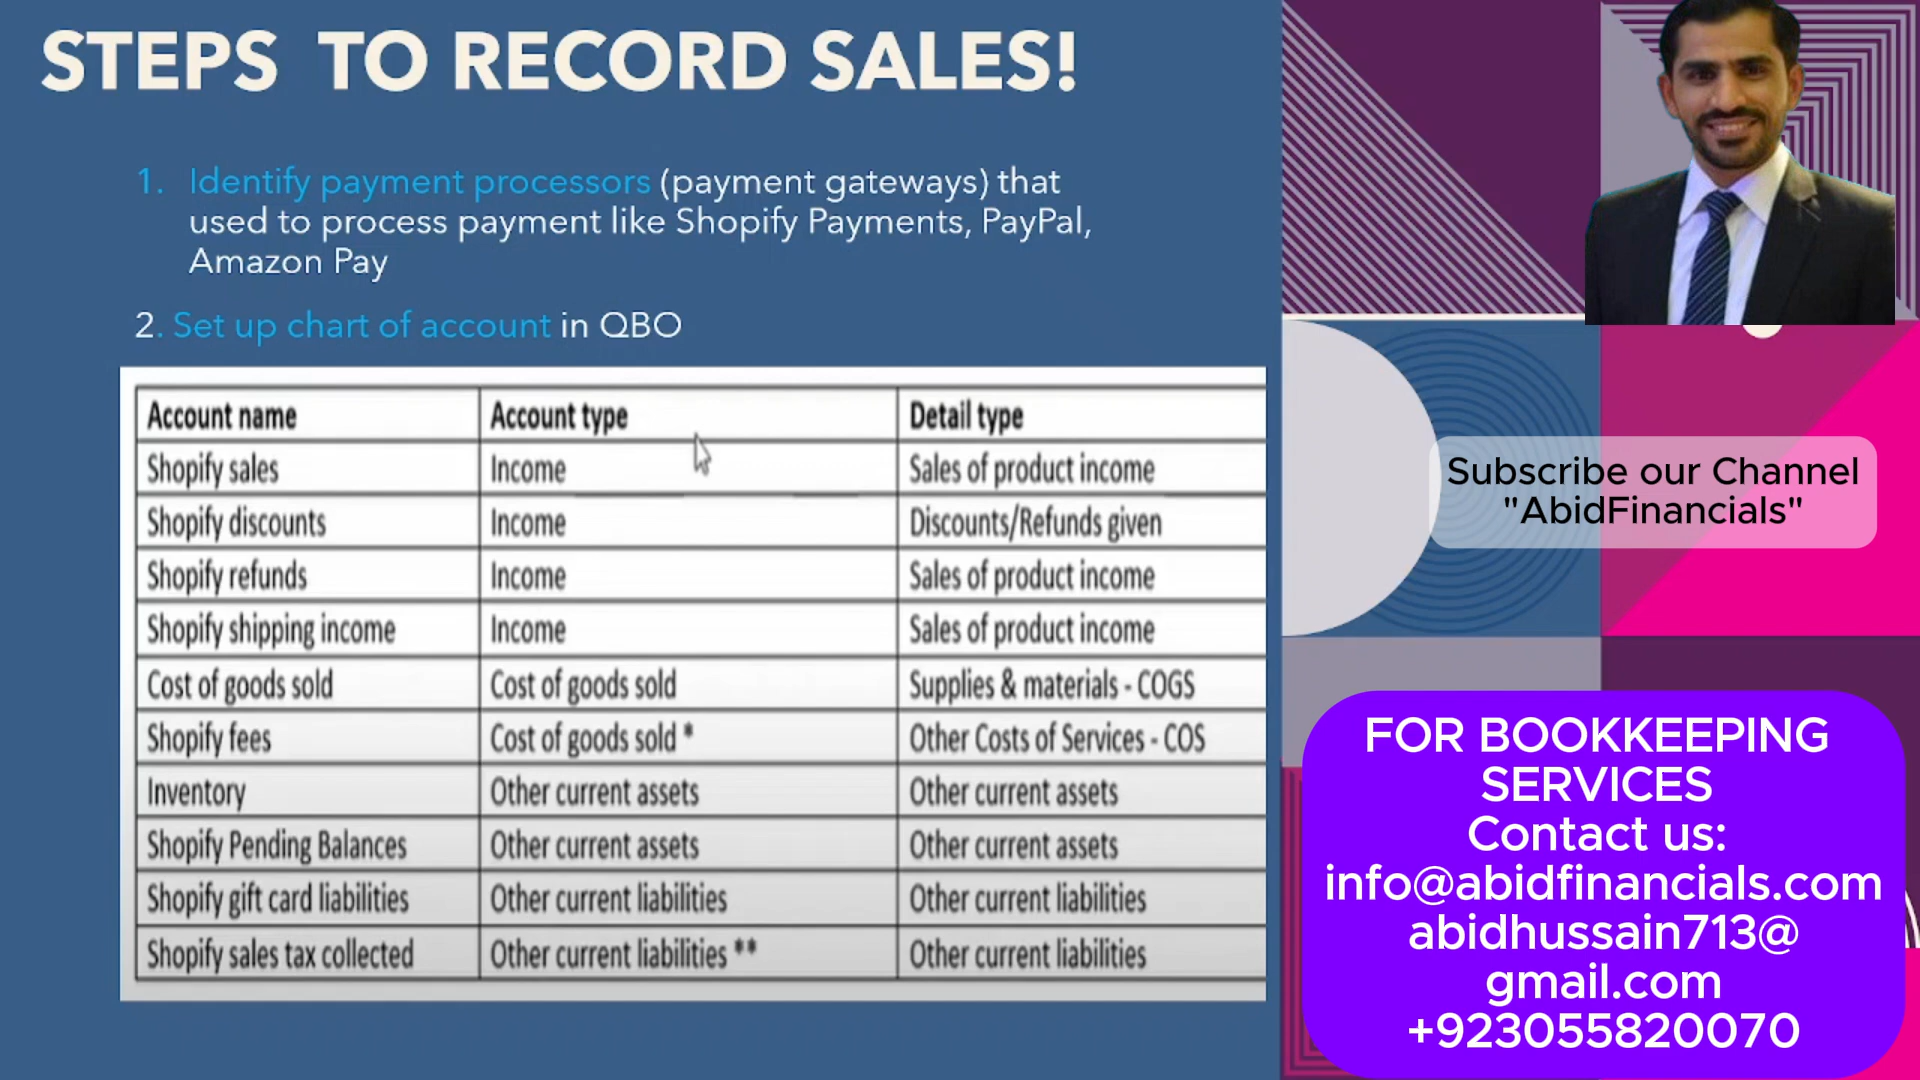 STEPS TO RECORD SALES!
1. Identify payment processors (payment gateways) that
used to process payment like Shopify Payments, PayPal,
Amazon Pay
2. Set up chart of account in QBO
Account name Account type Detail type
Shopify sales Income Sales of product income
Shopify discounts Income Discounts/Refunds given
Shopify refunds Income Sales of product income
Shopify shipping income Income Sales of product income
Cost of goods sold Cost of goods sold Supplies & materials - COGS
Shopify fees Cost of goods sold * Other Costs of Services - COS
Inventory Other current assets Other current assets
Shopify Pending Balances Other current assets Other current assets
Shopify gift card liabilities Other current liabilities Other current liabilities
Shopify sales tax collected Other current liabilities ** Other current liabilities
Subscribe our Channel
"AbidFinancials"
FOR BOOKKEEPING
SERVICES
Contact us:
info@abidfinancials.com
abidhussain713@
gmail.com
+923055820070